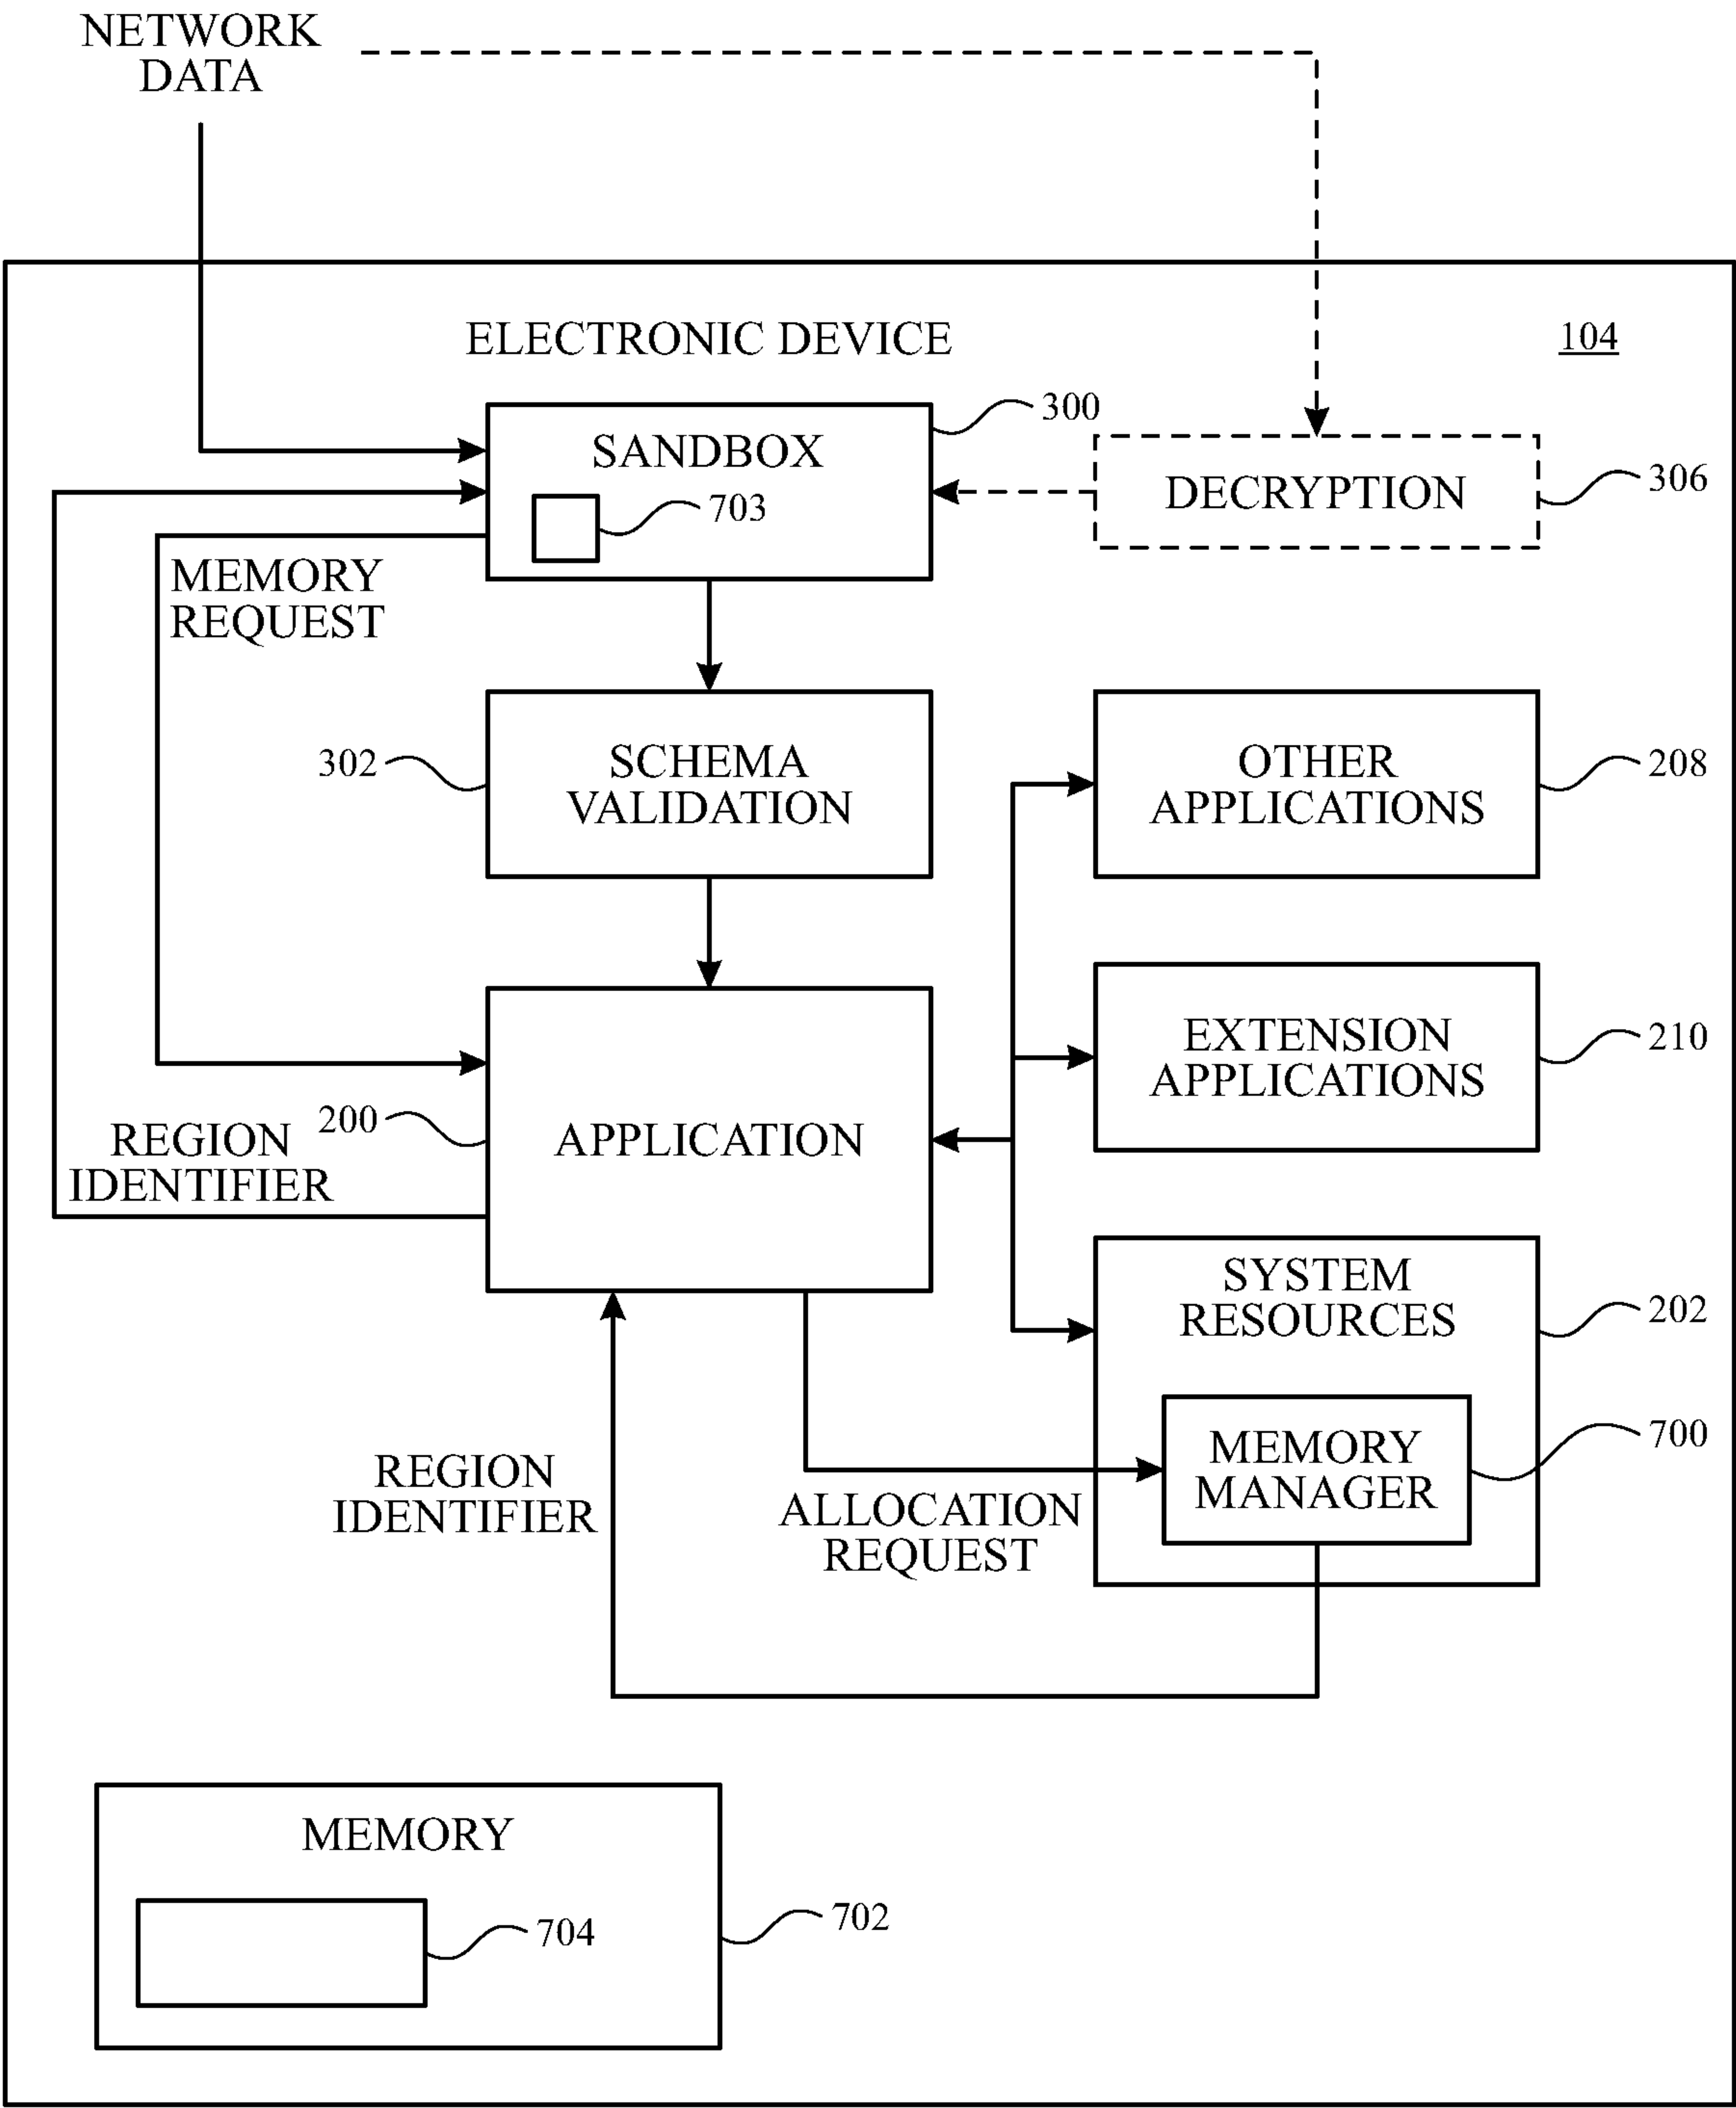 NETWORK
DATA
ELECTRONIC DEVICE
104
300
SANDBOX
703
DECRYPTION
306
MEMORY
REQUEST
302
SCHEMA
VALIDATION
OTHER
APPLICATIONS
208
EXTENSION
APPLICATIONS
210
200
APPLICATION
REGION
IDENTIFIER
SYSTEM
RESOURCES
202
MEMORY
MANAGER
700
REGION
IDENTIFIER
ALLOCATION
REQUEST
MEMORY
702
704